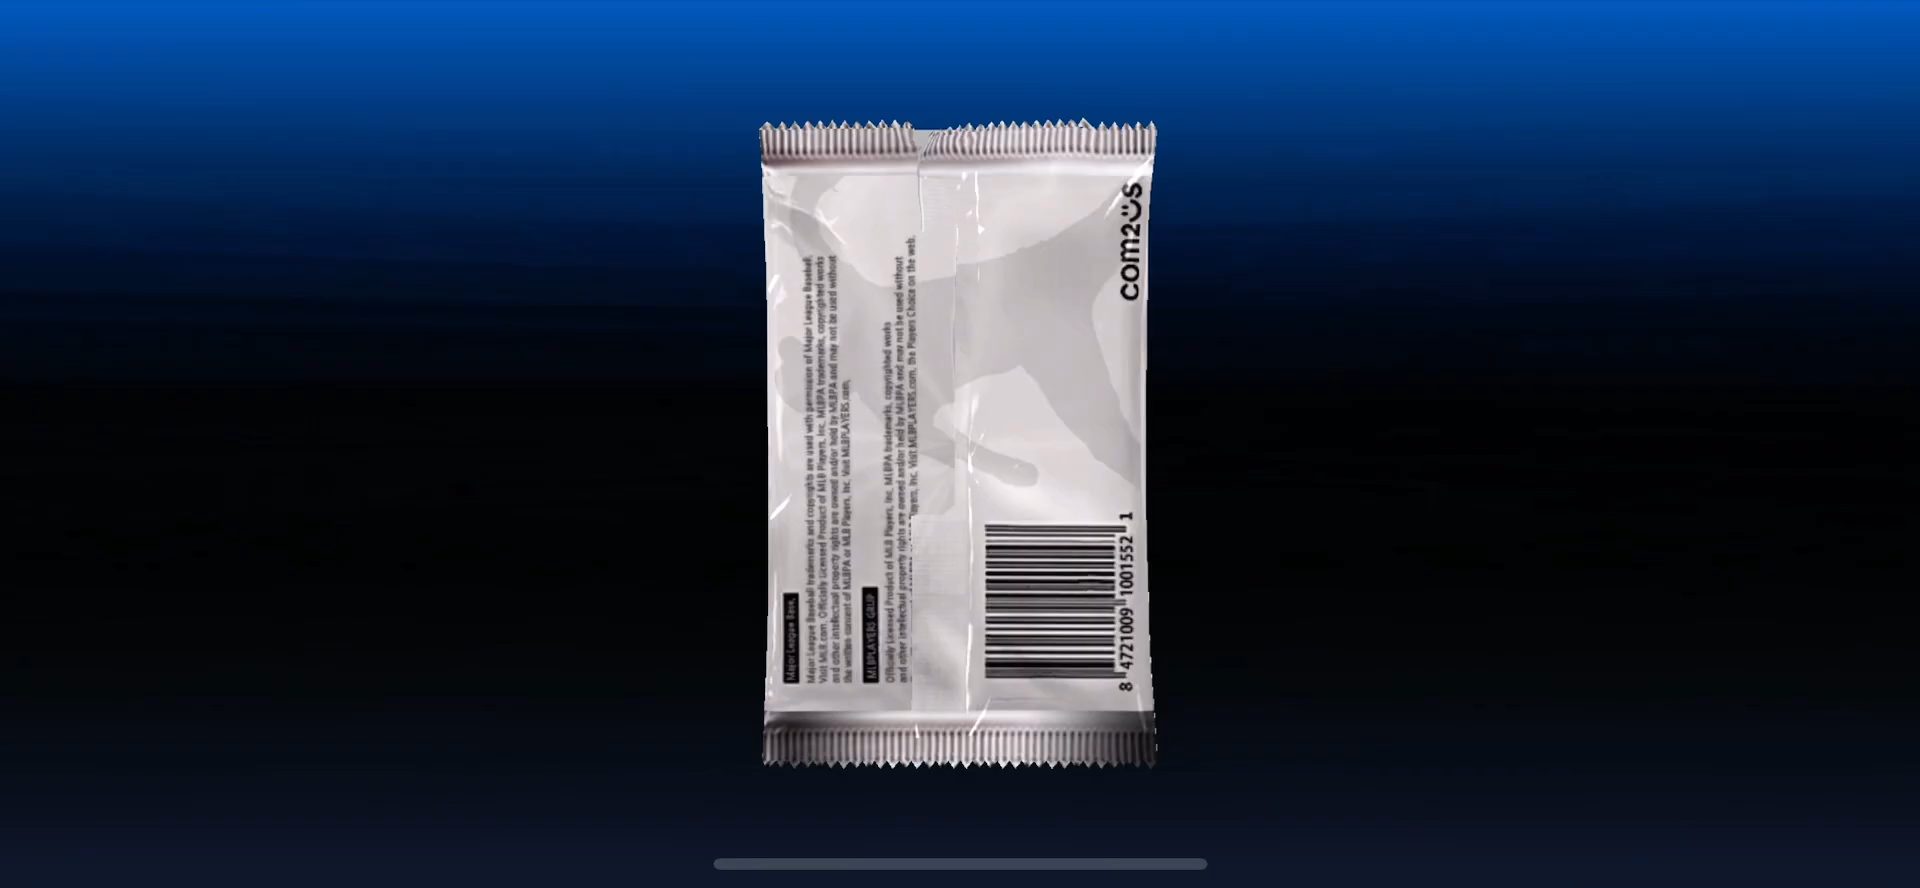 Major League Base,
Major League Baseball trademarks and copyrights are used with permission of Major League Baseball.
Visit MLB.com. Officially Licensed Product of MLB Players, Inc. MLBPA trademarks, copyrighted works
and other intellectual property rights are owned and/or held by MLBPA and may not be used without
the written consent of MLBPA or MLB Players, Inc. Visit MLBPLAYERS.com,
MLBPLAYERS GRUP
Officially Licensed Product of MLB Players, Inc. MLBPA trademarks, copyrighted works
and other intellectual property rights are owned and/or held by MLBPA and may not be used without
Players, Inc. Visit MLBPLAYERS.com, the Players Choice on the web.
com2us
8 4721009 1001552 1